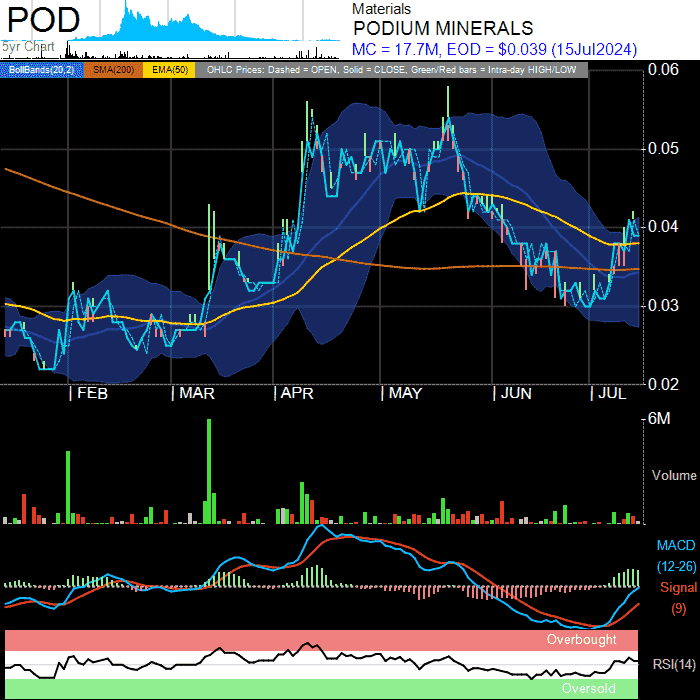 POD
5yr Chart
Materials
PODIUM MINERALS
MC = 17.7M, EOD = $0.039 (15Jul2024)
BollBands(20,2) SMA(200) EMA(50) OHLC Prices: Dashed = OPEN, Solid = CLOSE, Green/Red bars = Intra-day HIGH/LOW
0.06
0.05
0.04
0.03
0.02
| FEB | MAR | APR | MAY | JUN | JUL
6M
Volume
MACD
(12-26)
Signal
(9)
Overbought
RSI(14)
Oversold